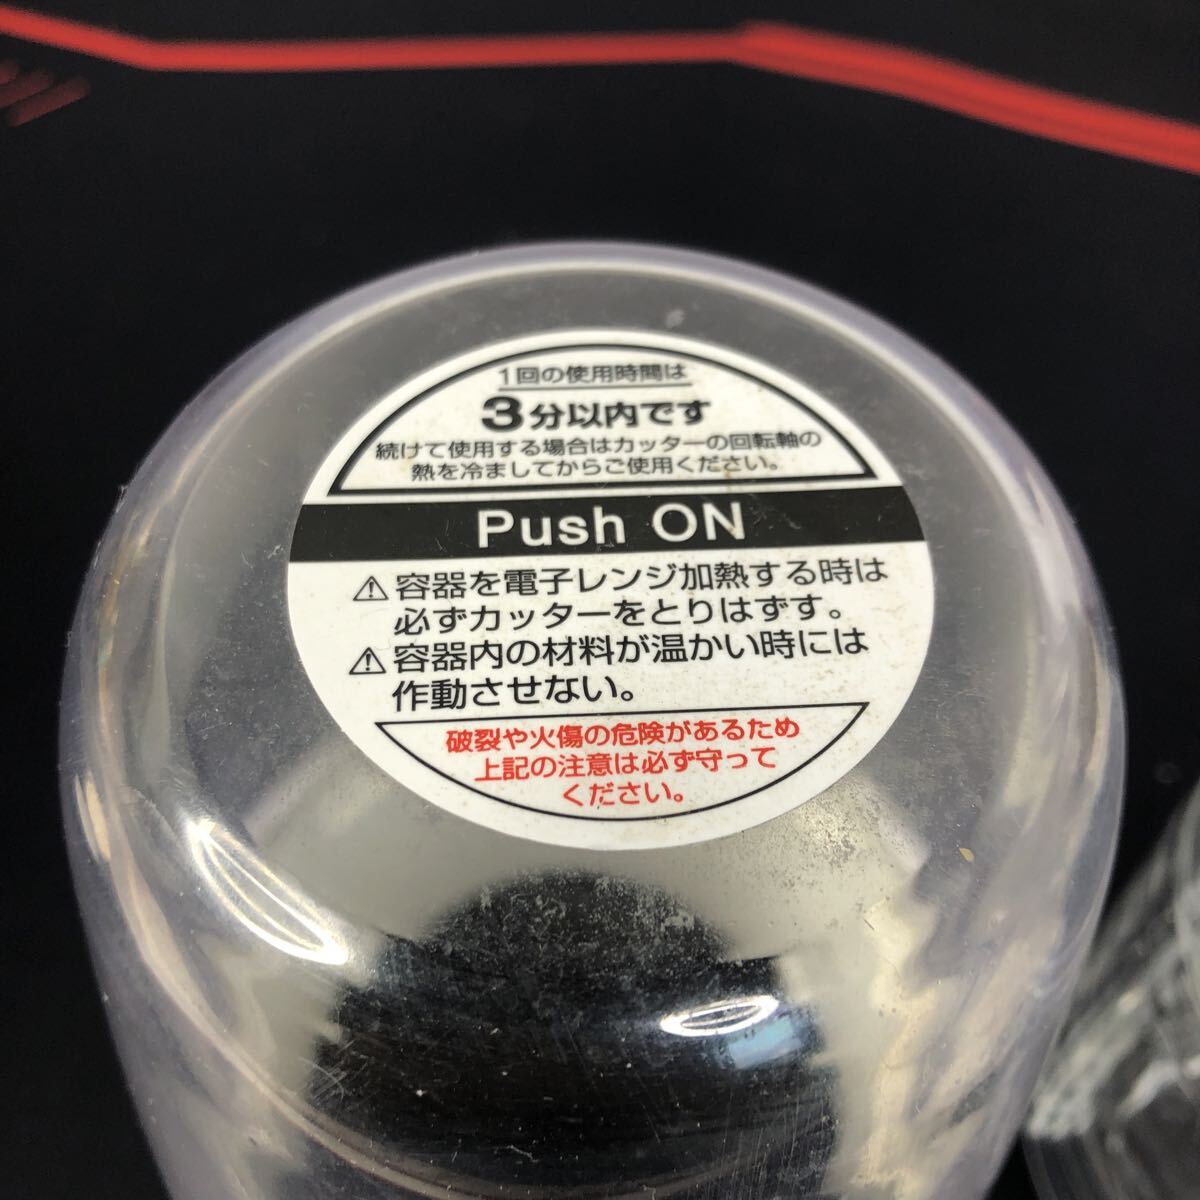 1回の使用時間は
3分以内です
続けて使用する場合はカッターの回転軸の
熱を冷ましてからご使用ください。
Push ON
⚠容器を電子レンジ加熱する時は
必ずカッターをとりはずす。
⚠容器内の材料が温かい時には
作動させない。
破裂や火傷の危険があるため
上記の注意は必ず守って
ください。